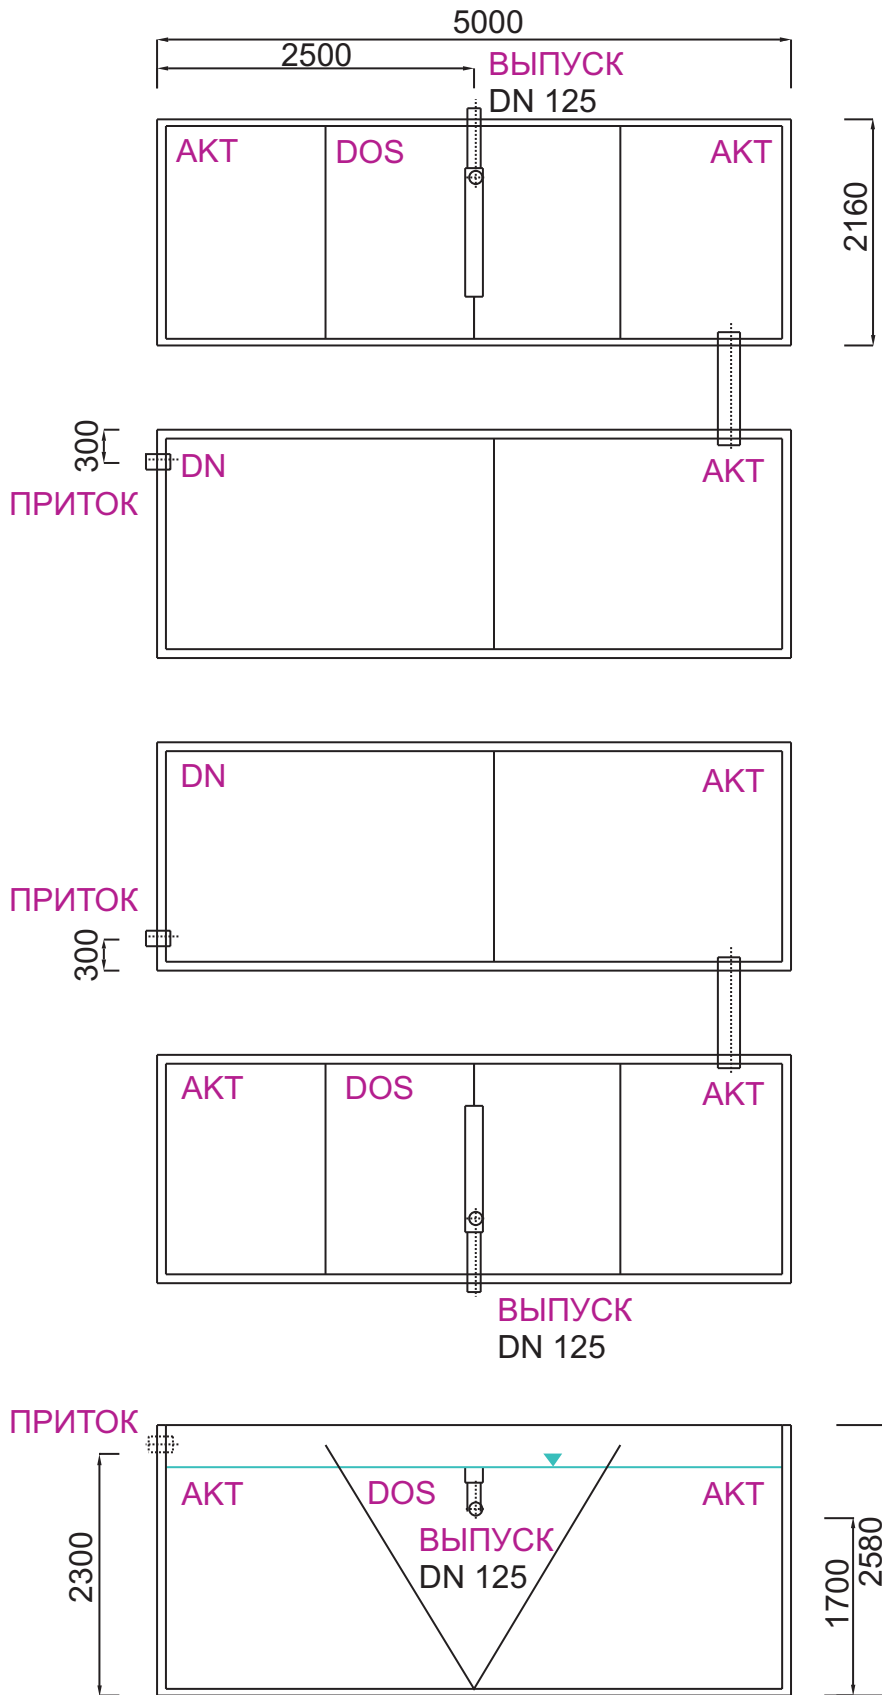 5000
2500
ВЫПУСК
DN 125
AKT
DOS
AKT
2160
300
DN
AKT
ПРИТОК
DN
AKT
ПРИТОК
300
AKT
DOS
AKT
ВЫПУСК
DN 125
ПРИТОК
AKT
DOS
AKT
ВЫПУСК
DN 125
2300
1700
2580